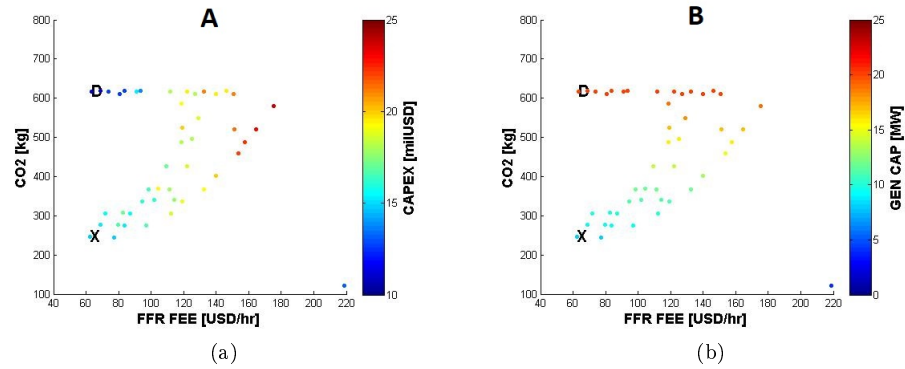 A
800
700
600
500
400
300
200
100
40 60 80 100 120 140 160 180 200 220
CO2 [kg]
FFR FEE [USD/hr]
D
X
25
20
15
10
CAPEX [milUSD]
(a)
B
800
700
600
500
400
300
200
100
40 60 80 100 120 140 160 180 200 220
CO2 [kg]
FFR FEE [USD/hr]
D
X
25
20
15
10
5
0
GEN CAP [MW]
(b)